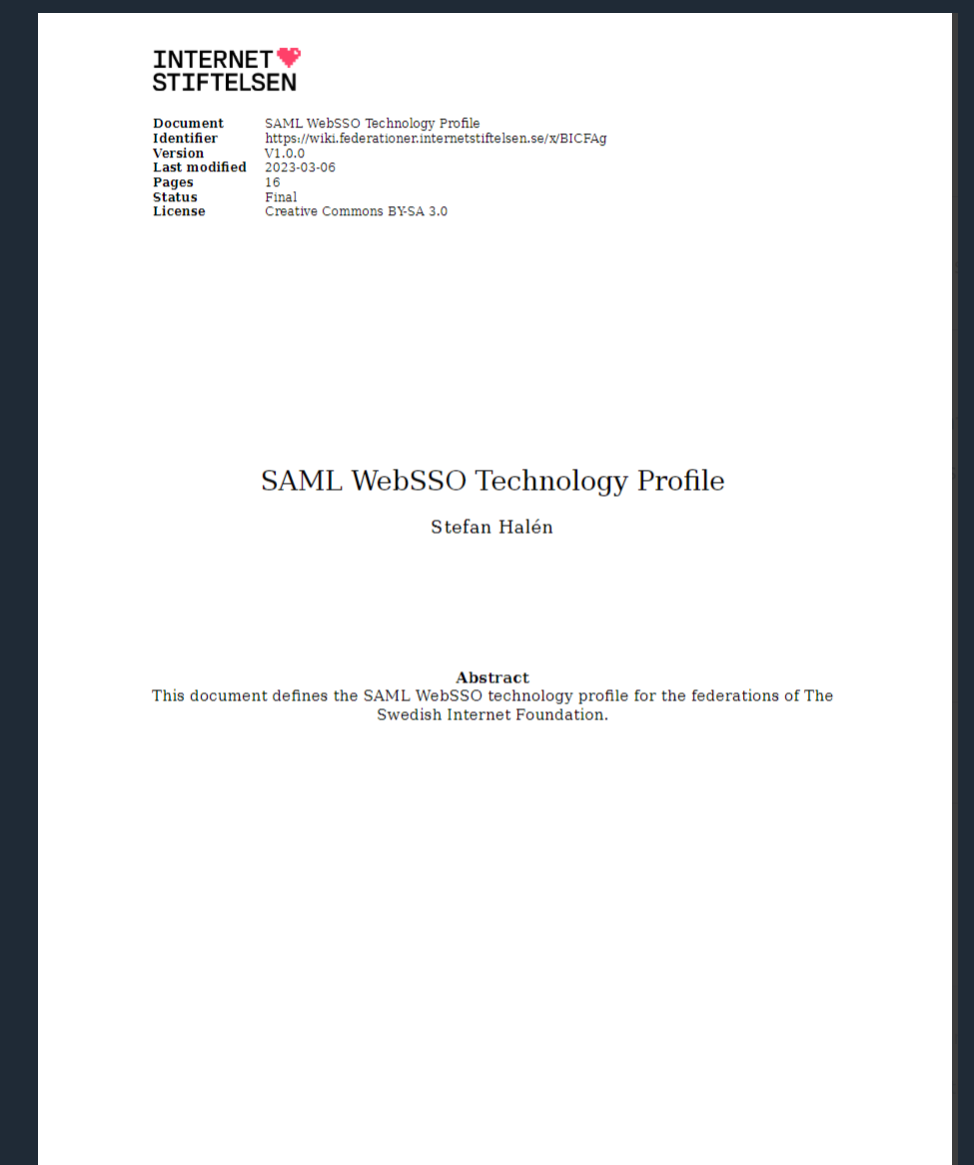 INTERNET
STIFTELSEN
Document SAML WebSSO Technology Profile
Identifier https://wiki.federationer.internetstiftelsen.se/x/BICFAg
Version V1.0.0
Last modified 2023-03-06
Pages 16
Status Final
License Creative Commons BY-SA 3.0
SAML WebSSO Technology Profile
Stefan Halén
Abstract
This document defines the SAML WebSSO technology profile for the federations of The
Swedish Internet Foundation.